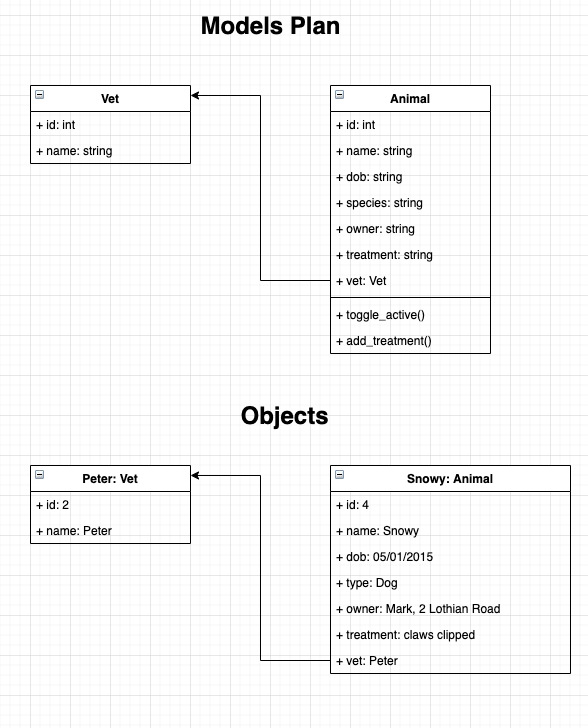 Models Plan
Vet
+ id: int
+ name: string
Animal
+ id: int
+ name: string
+ dob: string
+ species: string
+ owner: string
+ treatment: string
+ vet: Vet
+ toggle_active()
+ add_treatment()
Objects
Peter: Vet
+ id: 2
+ name: Peter
Snowy: Animal
+ id: 4
+ name: Snowy
+ dob: 05/01/2015
+ type: Dog
+ owner: Mark, 2 Lothian Road
+ treatment: claws clipped
+ vet: Peter